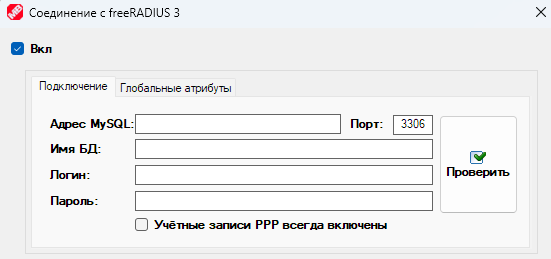 Соединение с freeRADIUS 3
Вкл
Подключение Глобальные атрибуты
Адрес MySQL: Порт: 3306
Имя БД:
Логин:
Проверить
Пароль:
Учётные записи PPP всегда включены